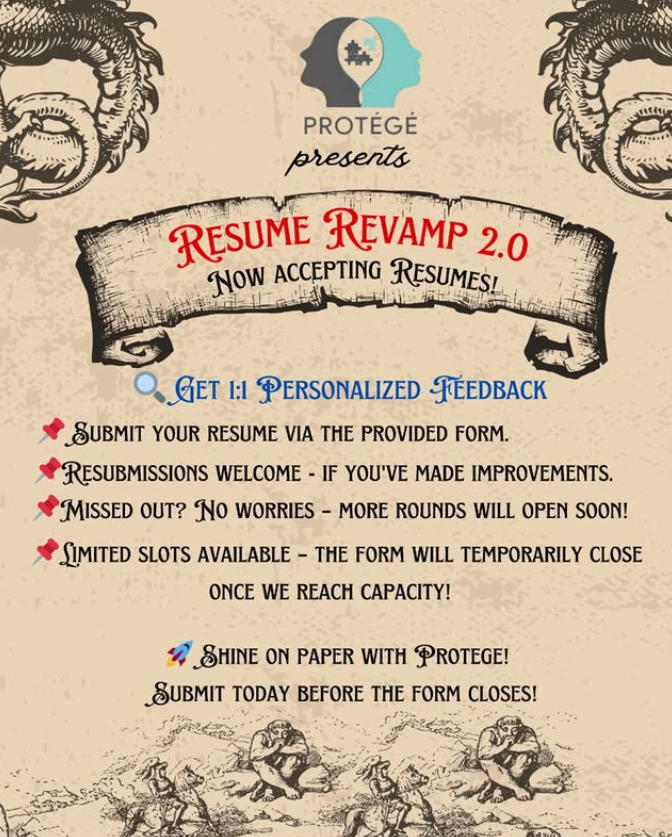 PROTÉGÉ
presents
RESUME REVAMP 2.0
NOW ACCEPTING RESUMES!
🔍 GET 1:1 PERSONALIZED FEEDBACK
📌 SUBMIT YOUR RESUME VIA THE PROVIDED FORM.
📌 RESUBMISSIONS WELCOME - IF YOU'VE MADE IMPROVEMENTS.
📌 MISSED OUT? NO WORRIES – MORE ROUNDS WILL OPEN SOON!
📌 LIMITED SLOTS AVAILABLE – THE FORM WILL TEMPORARILY CLOSE
ONCE WE REACH CAPACITY!
🚀 SHINE ON PAPER WITH PROTEGE!
SUBMIT TODAY BEFORE THE FORM CLOSES!